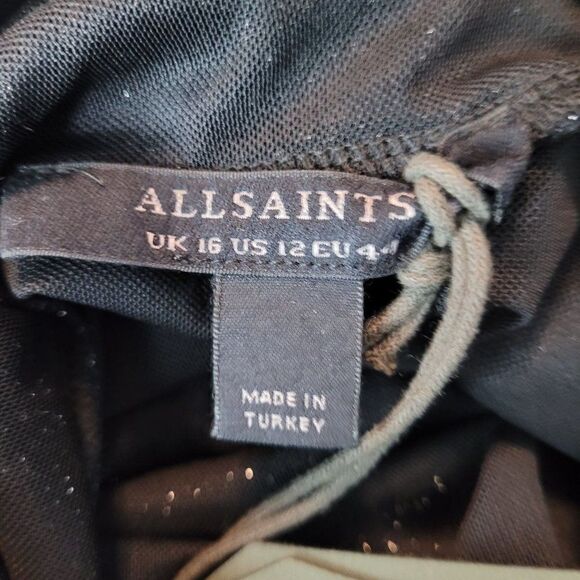 ALLSAINTS
UK 16 US 12 EU 44
MADE IN
TURKEY